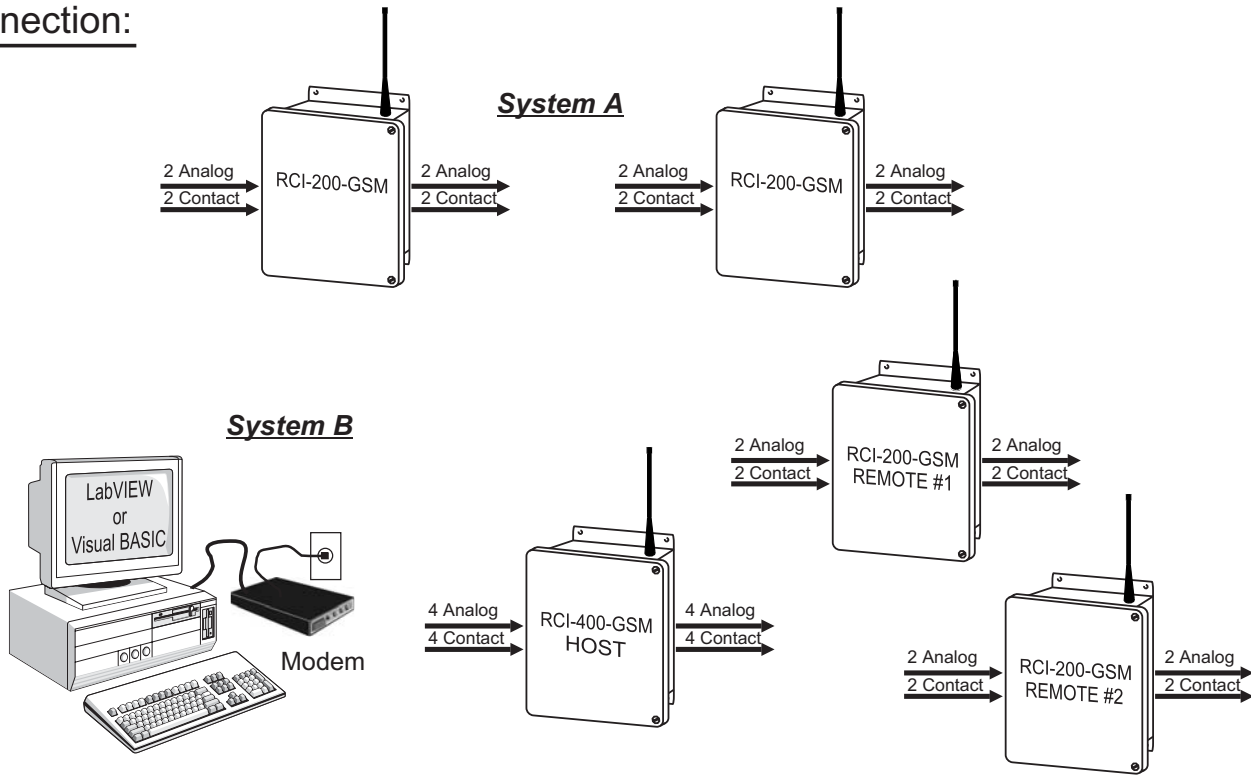 nection:
System A
2 Analog
2 Contact
RCI-200-GSM
2 Analog
2 Contact
2 Analog
2 Contact
RCI-200-GSM
2 Analog
2 Contact
System B
LabVIEW
or
Visual BASIC
Modem
4 Analog
4 Contact
RCI-400-GSM
HOST
4 Analog
4 Contact
2 Analog
2 Contact
RCI-200-GSM
REMOTE #1
2 Analog
2 Contact
2 Analog
2 Contact
RCI-200-GSM
REMOTE #2
2 Analog
2 Contact